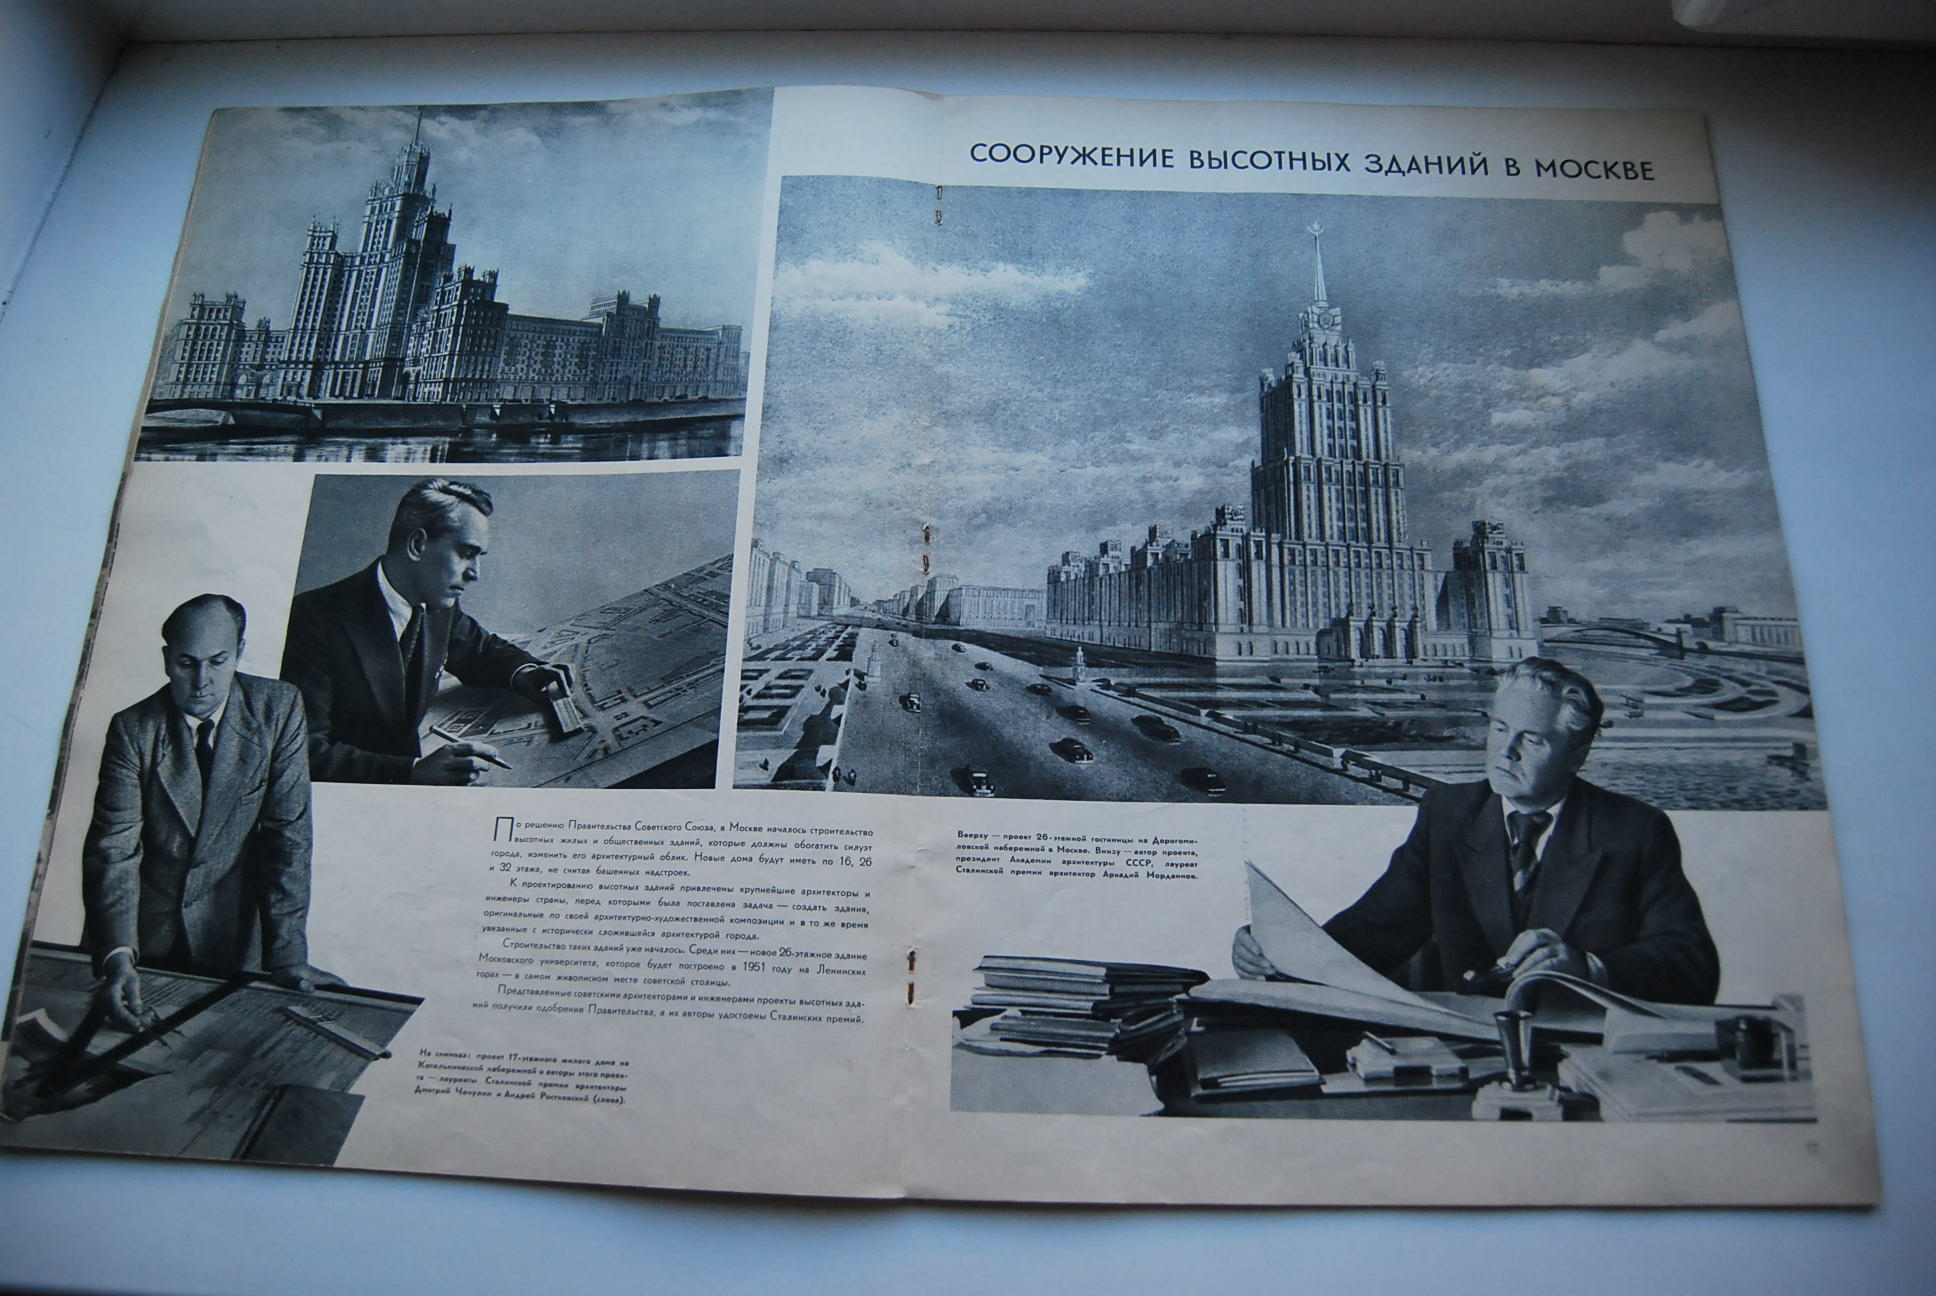 СООРУЖЕНИЕ ВЫСОТНЫХ ЗДАНИЙ В МОСКВЕ
По решению Правительства Советского Союза, в Москве началось строительство
высотных жилых и общественных зданий, которые должны обогатить силуэт
города, изменить его архитектурный облик. Новые дома будут иметь по 16, 26
и 32 этажа, не считая башенных надстроек.
К проектированию высотных зданий привлечены крупнейшие архитекторы и
инженеры страны, перед которыми была поставлена задача — создать здания,
оригинальные по своей архитектурно-художественной композиции и в то же время
увязанные с исторически сложившейся архитектурой города.
Строительство таких зданий уже началось. Среди них — новое 26-этажное здание
Московского университета, которое будет построено в 1951 году на Ленинских
горах — в самом живописном месте советской столицы.
Представленные советскими архитекторами и инженерами проекты высотных зда-
ний получили одобрение Правительства, а их авторы удостоены Сталинских премий.
На снимках: проект 17-этажного жилого дома на
Котельнической набережной и авторы этого проек-
та — лауреаты Сталинской премии архитекторы
Дмитрий Чечулин и Андрей Ростковский (слева).
Вверху — проект 26-этажной гостиницы на Дорогоми-
ловской набережной в Москве. Внизу — автор проекта,
президент Академии архитектуры СССР, лауреат
Сталинской премии архитектор Аркадий Мордвинов.
17